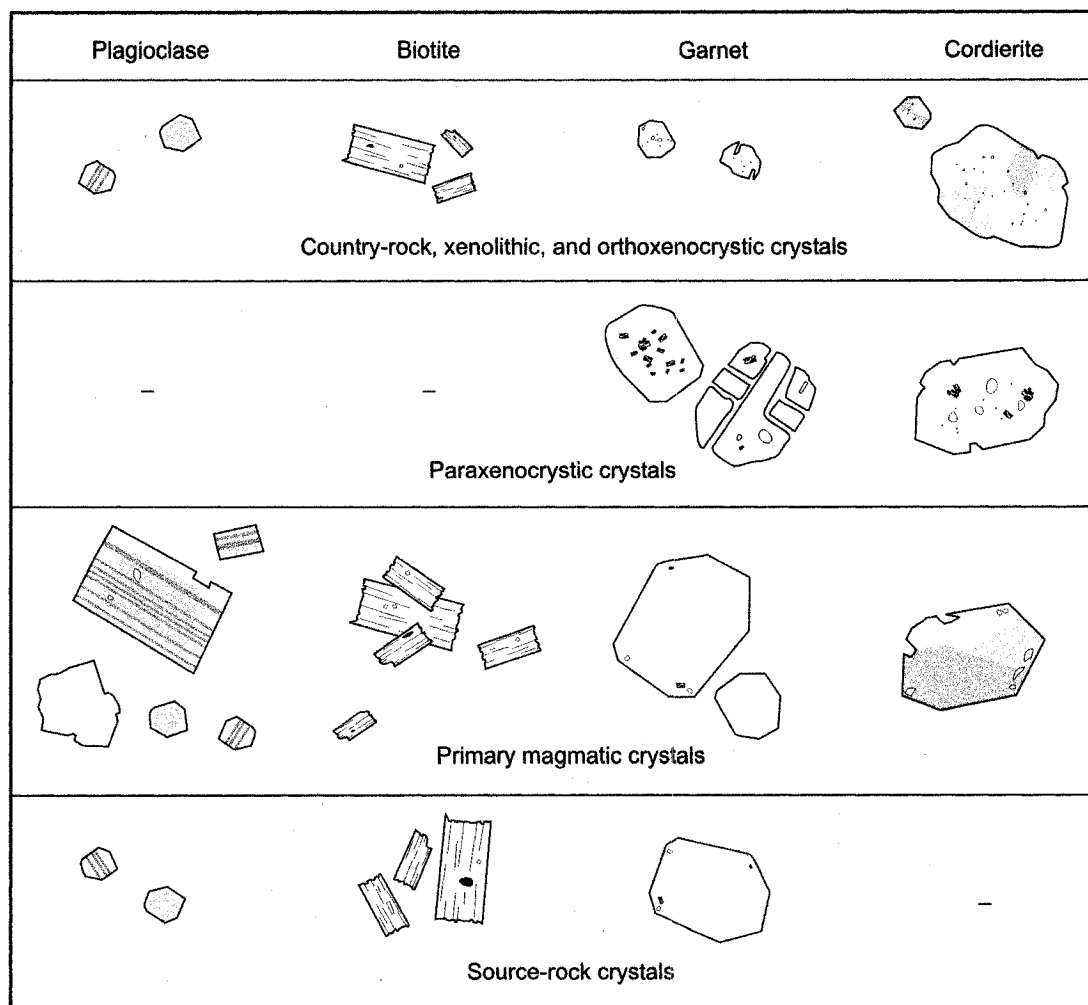 Plagioclase Biotite Garnet Cordierite
Country-rock, xenolithic, and orthoxenocrystic crystals
– –
Paraxenocrystic crystals
Primary magmatic crystals
–
Source-rock crystals